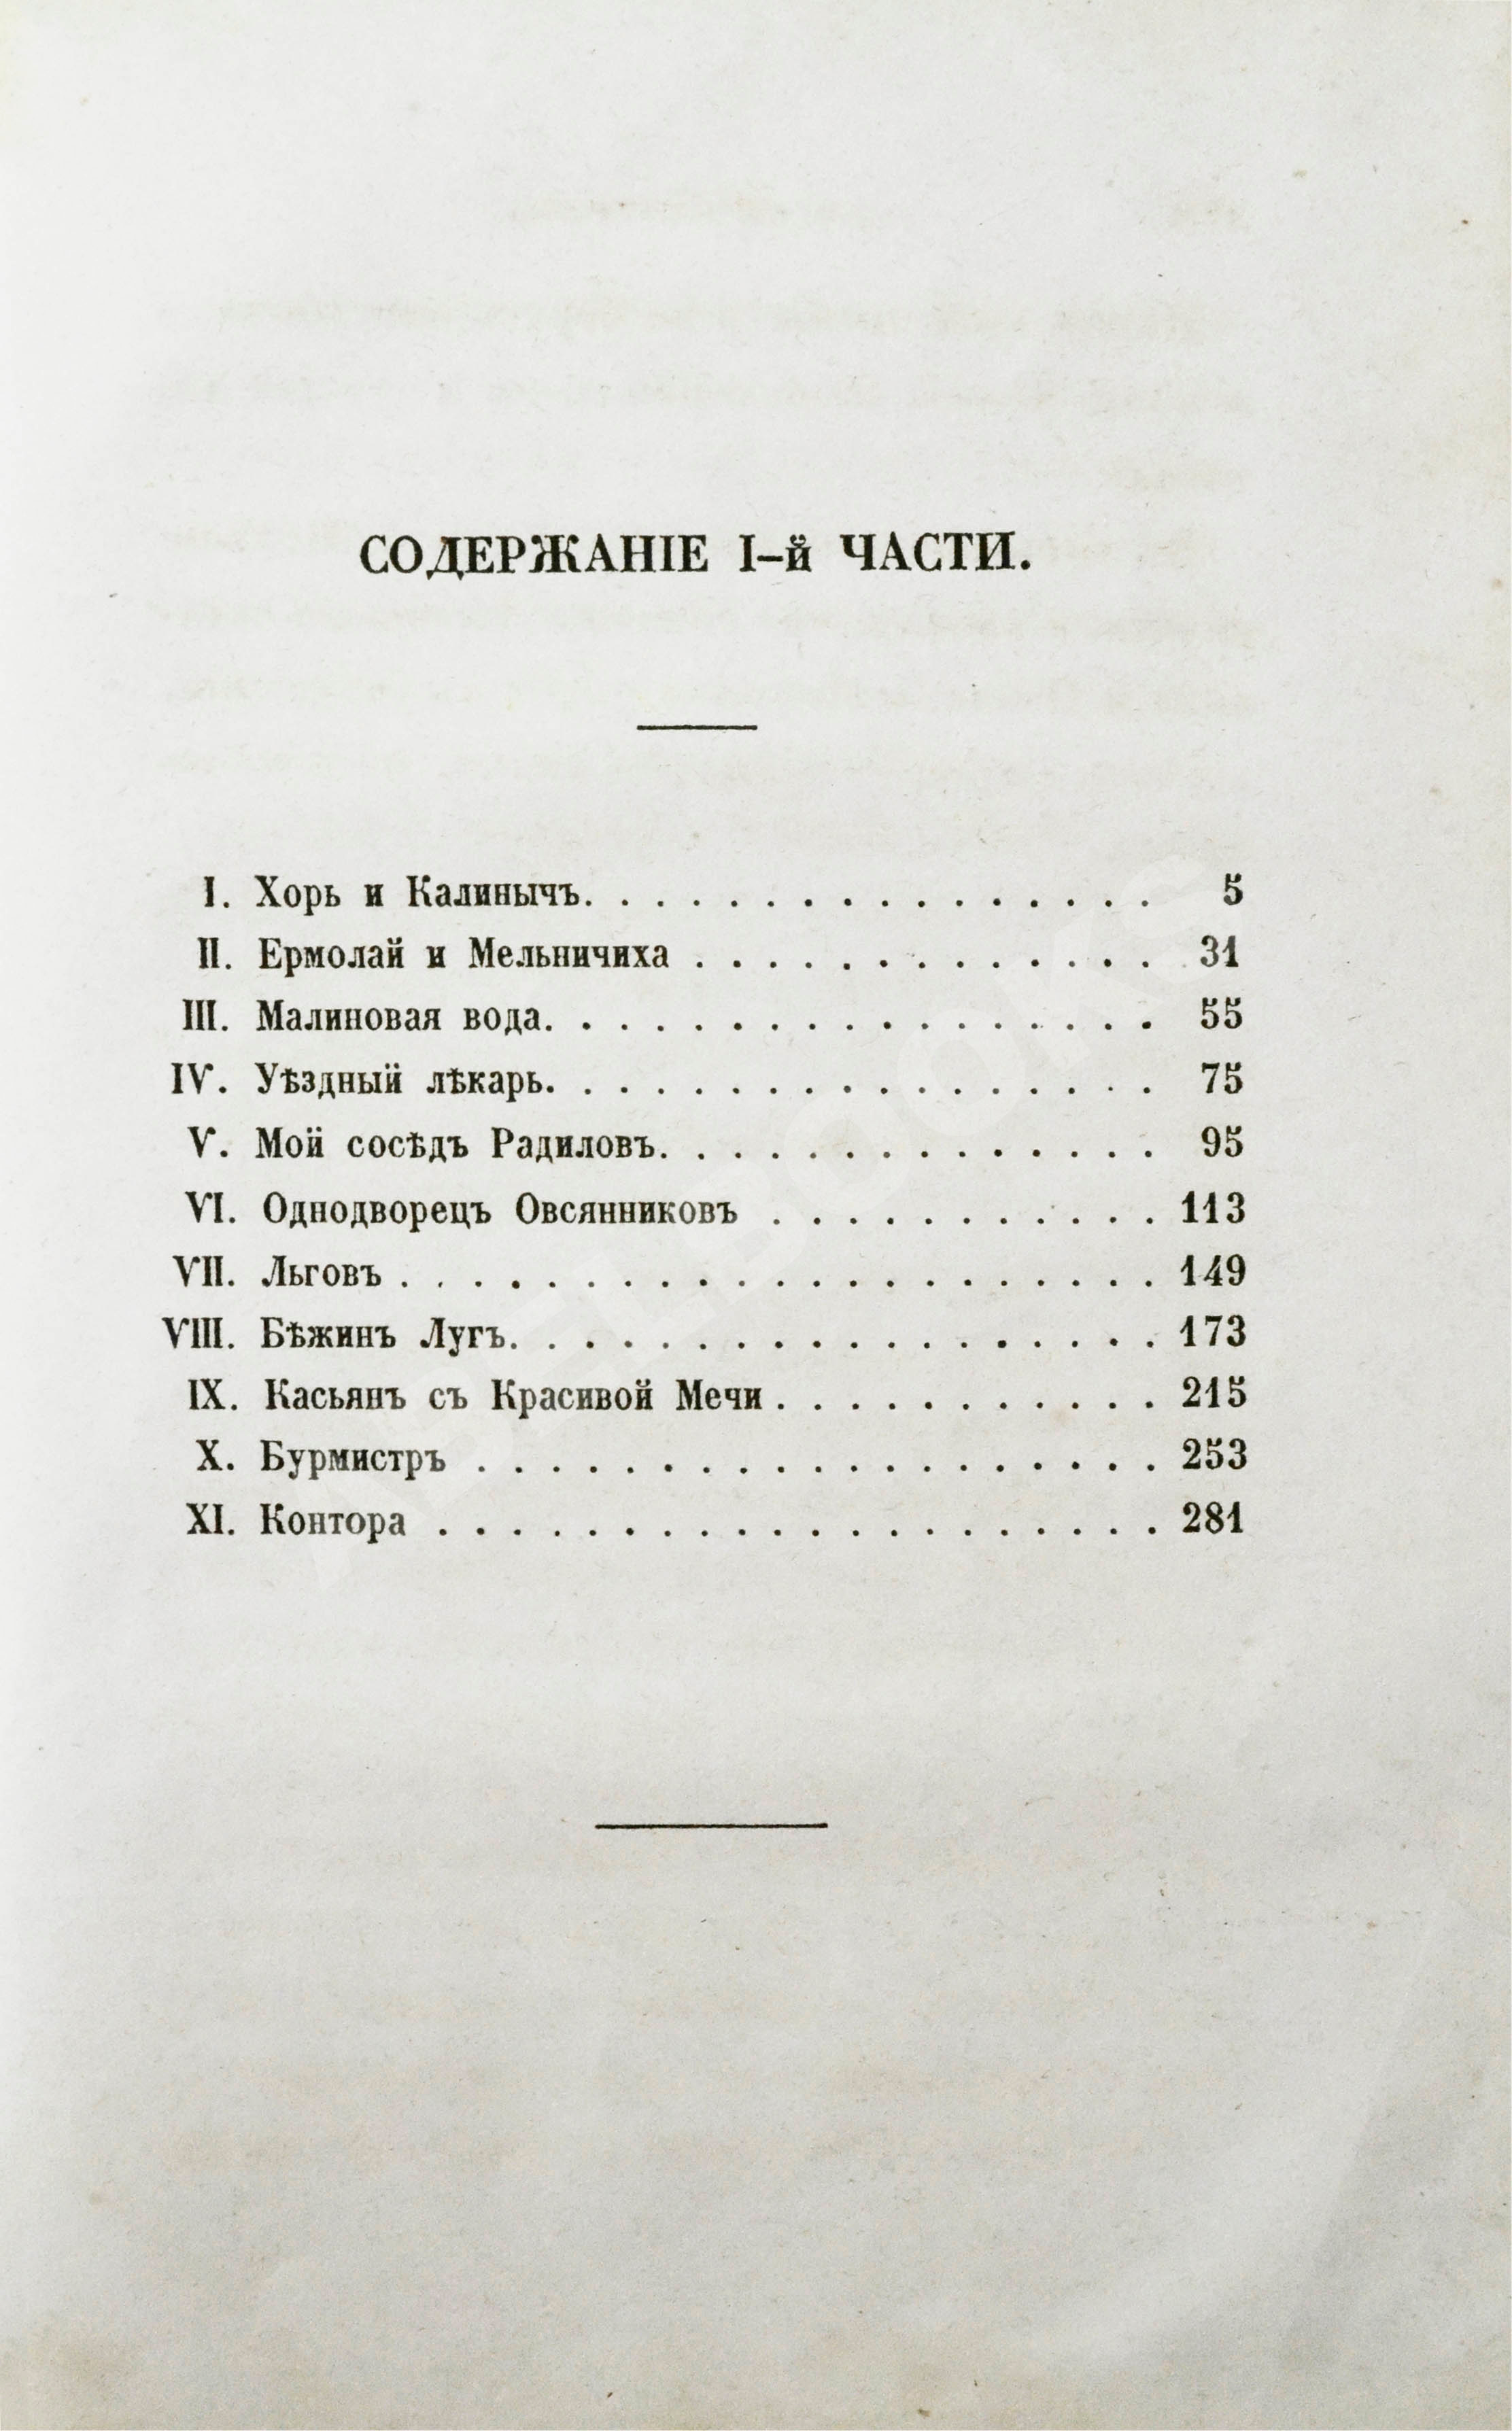 СОДЕРЖАНІЕ I-й ЧАСТИ.
I. Хорь и Калинычъ. . . . . . . . . . . . . . . . 5
II. Ермолай и Мельничиха . . . . . . . . . . . . . 31
III. Малиновая вода. . . . . . . . . . . . . . . . . 55
IV. Уѣздный лѣкарь. . . . . . . . . . . . . . . . . 75
V. Мой сосѣдъ Радиловъ. . . . . . . . . . . . . . 95
VI. Однодворецъ Овсянниковъ . . . . . . . . . . . 113
VII. Льговъ . . . . . . . . . . . . . . . . . . . . . 149
VIII. Бѣжинъ Лугъ. . . . . . . . . . . . . . . . . . 173
IX. Касьянъ съ Красивой Мечи . . . . . . . . . . . 215
X. Бурмистръ . . . . . . . . . . . . . . . . . . . 253
XI. Контора . . . . . . . . . . . . . . . . . . . . 281